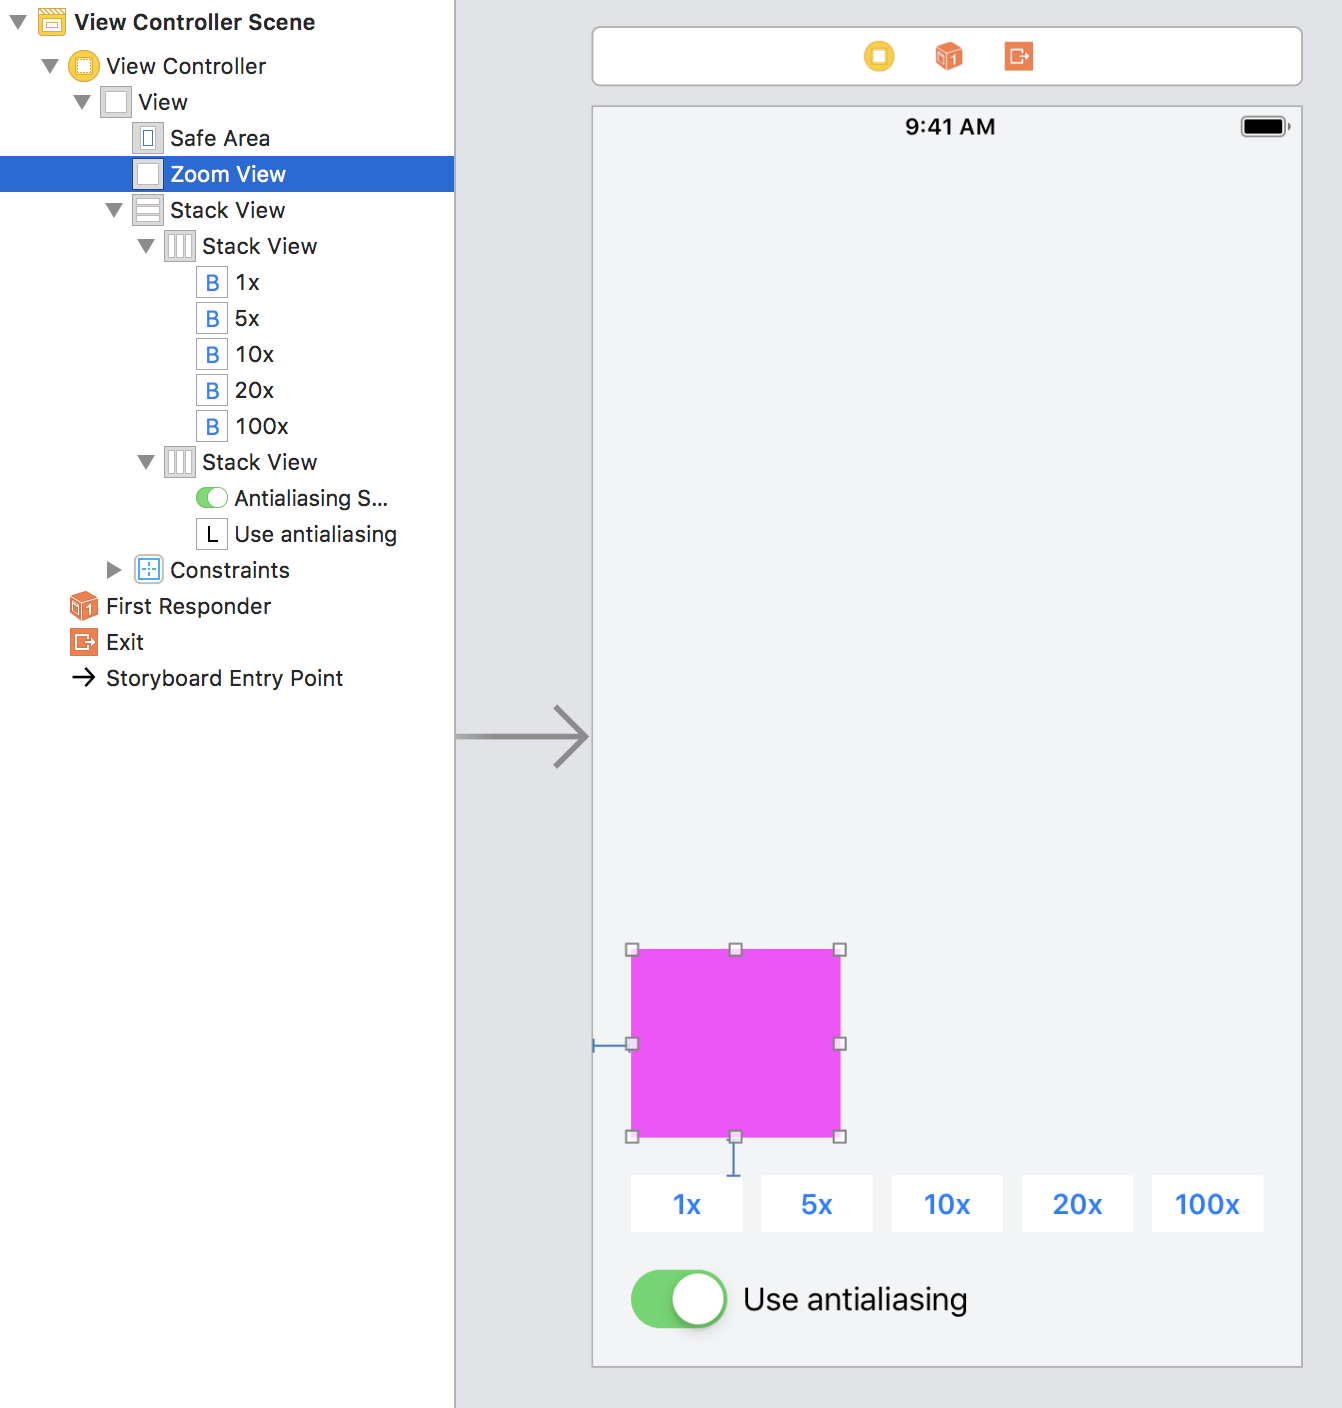 View Controller Scene
View Controller
View
Safe Area
Zoom View
Stack View
Stack View
B 1x
B 5x
B 10x
B 20x
B 100x
Stack View
Antialiasing S...
L Use antialiasing
Constraints
First Responder
Exit
Storyboard Entry Point
1
9:41 AM
1x 5x 10x 20x 100x
Use antialiasing